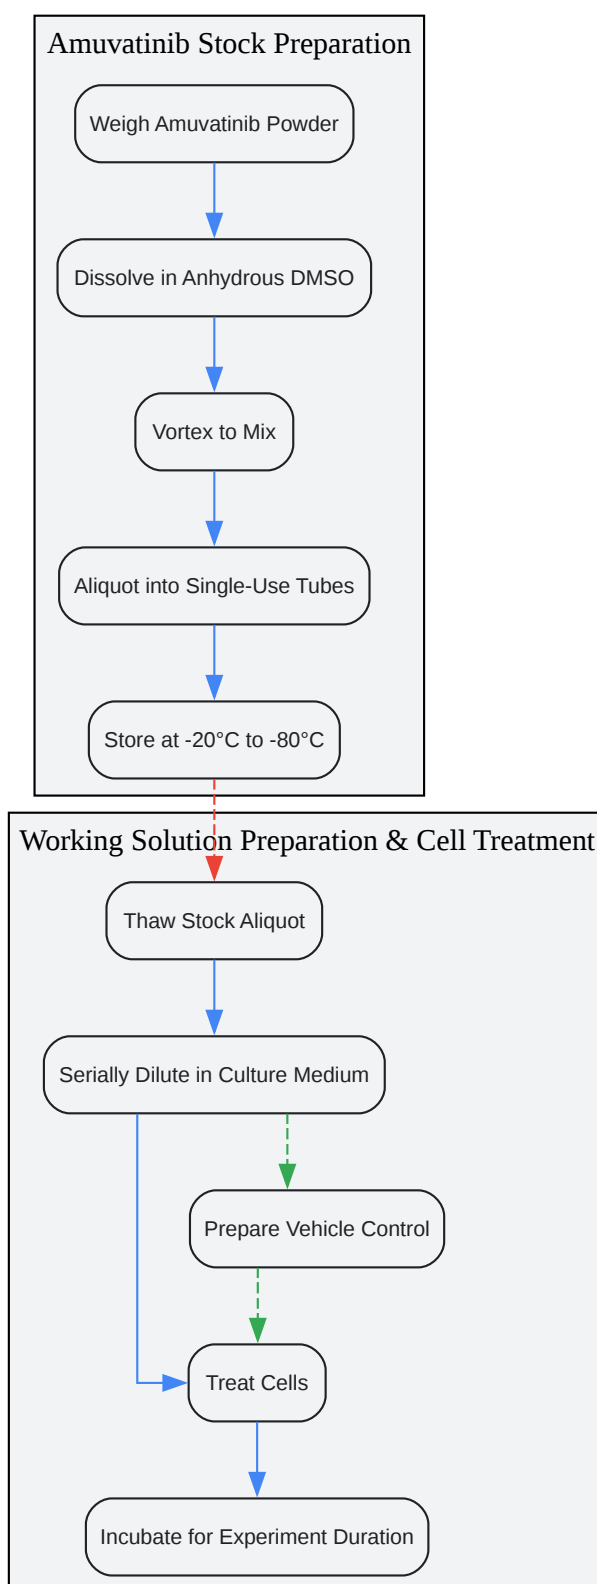 Amuvatinib Stock Preparation
Weigh Amuvatinib Powder
Dissolve in Anhydrous DMSO
Vortex to Mix
Aliquot into Single-Use Tubes
Store at -20°C to -80°C
Working Solution Preparation & Cell Treatment
Thaw Stock Aliquot
Serially Dilute in Culture Medium
Prepare Vehicle Control
Treat Cells
Incubate for Experiment Duration